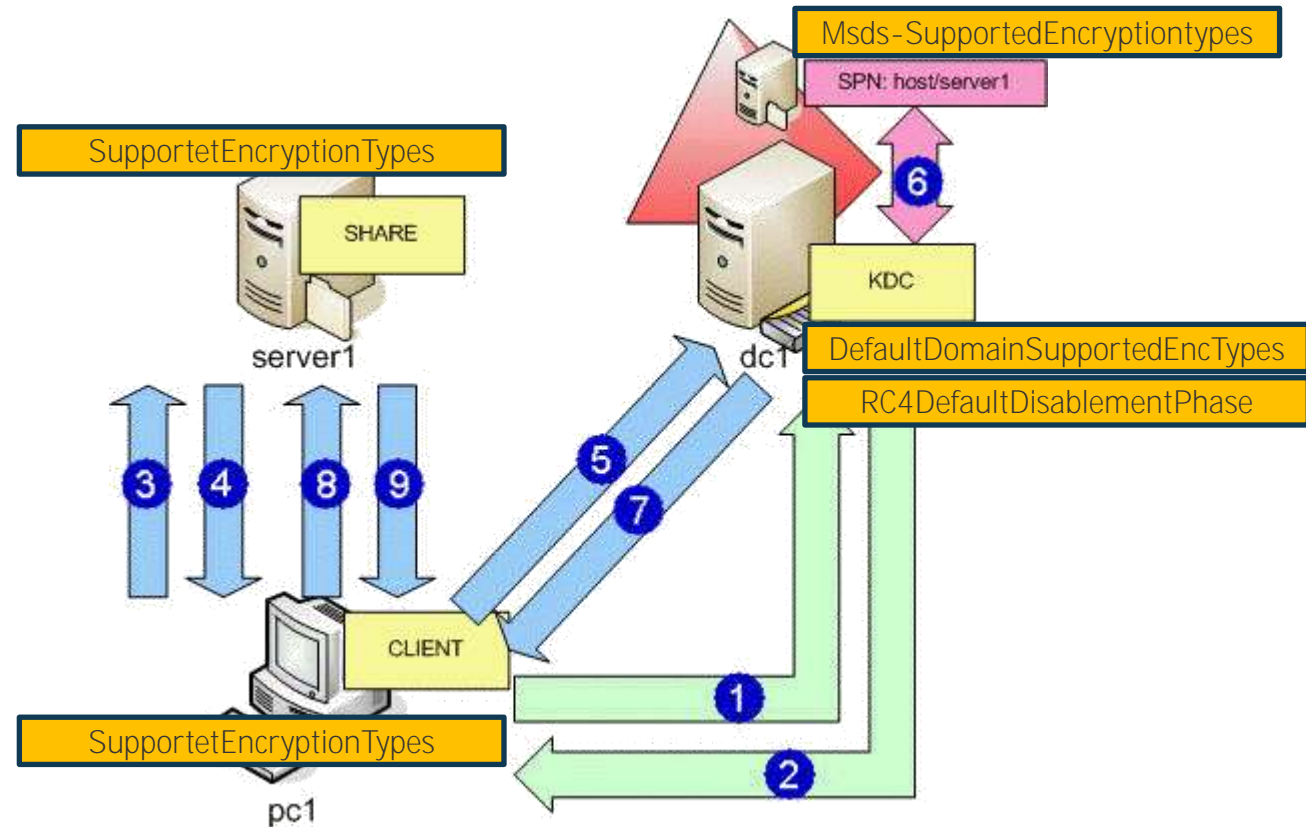 Msds-SupportedEncryptiontypes
SPN: host/server1
SupportetEncryptionTypes
6
SHARE
KDC
server1
dc1
DefaultDomainSupportedEncTypes
RC4DefaultDisablementPhase
3
4
8
9
5
7
CLIENT
1
SupportetEncryptionTypes
2
pc1